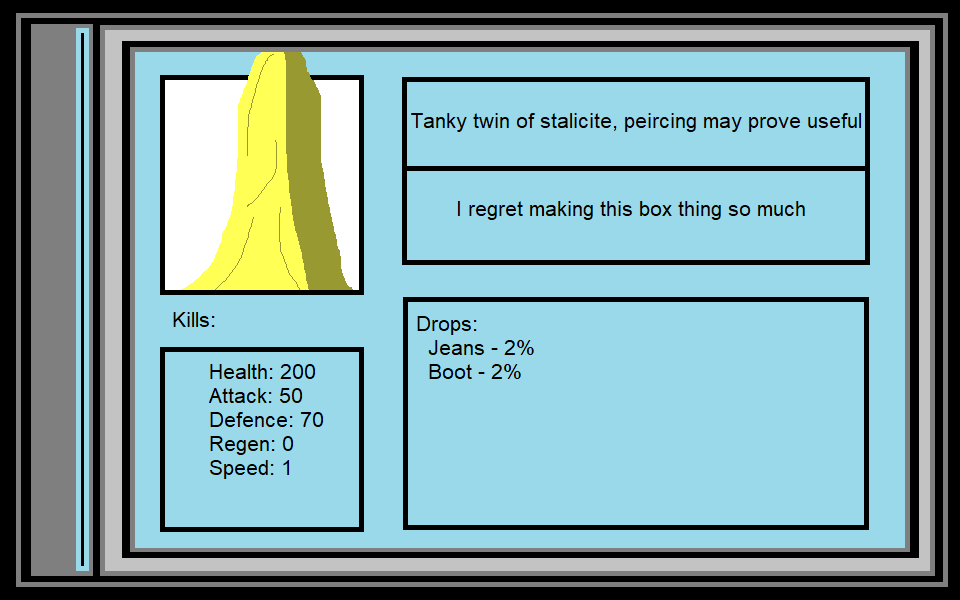 Tanky twin of stalicite, peircing may prove useful
I regret making this box thing so much
Kills:
Health: 200
Attack: 50
Defence: 70
Regen: 0
Speed: 1
Drops:
Jeans - 2%
Boot - 2%